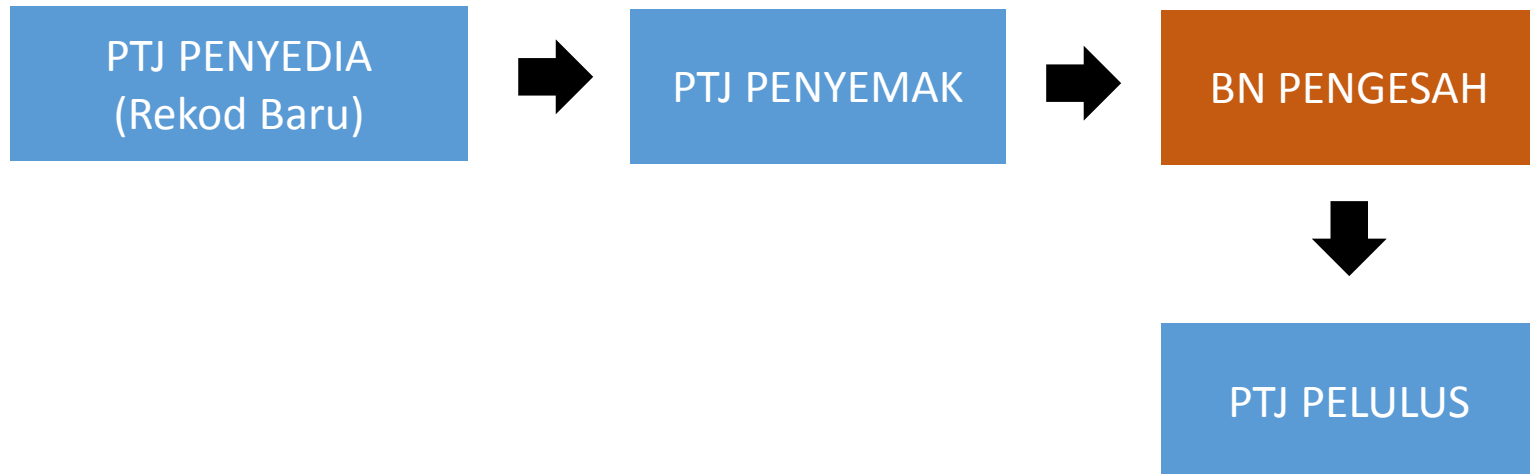 PTJ PENYEDIA
(Rekod Baru)
PTJ PENYEMAK
BN PENGESAH
PTJ PELULUS